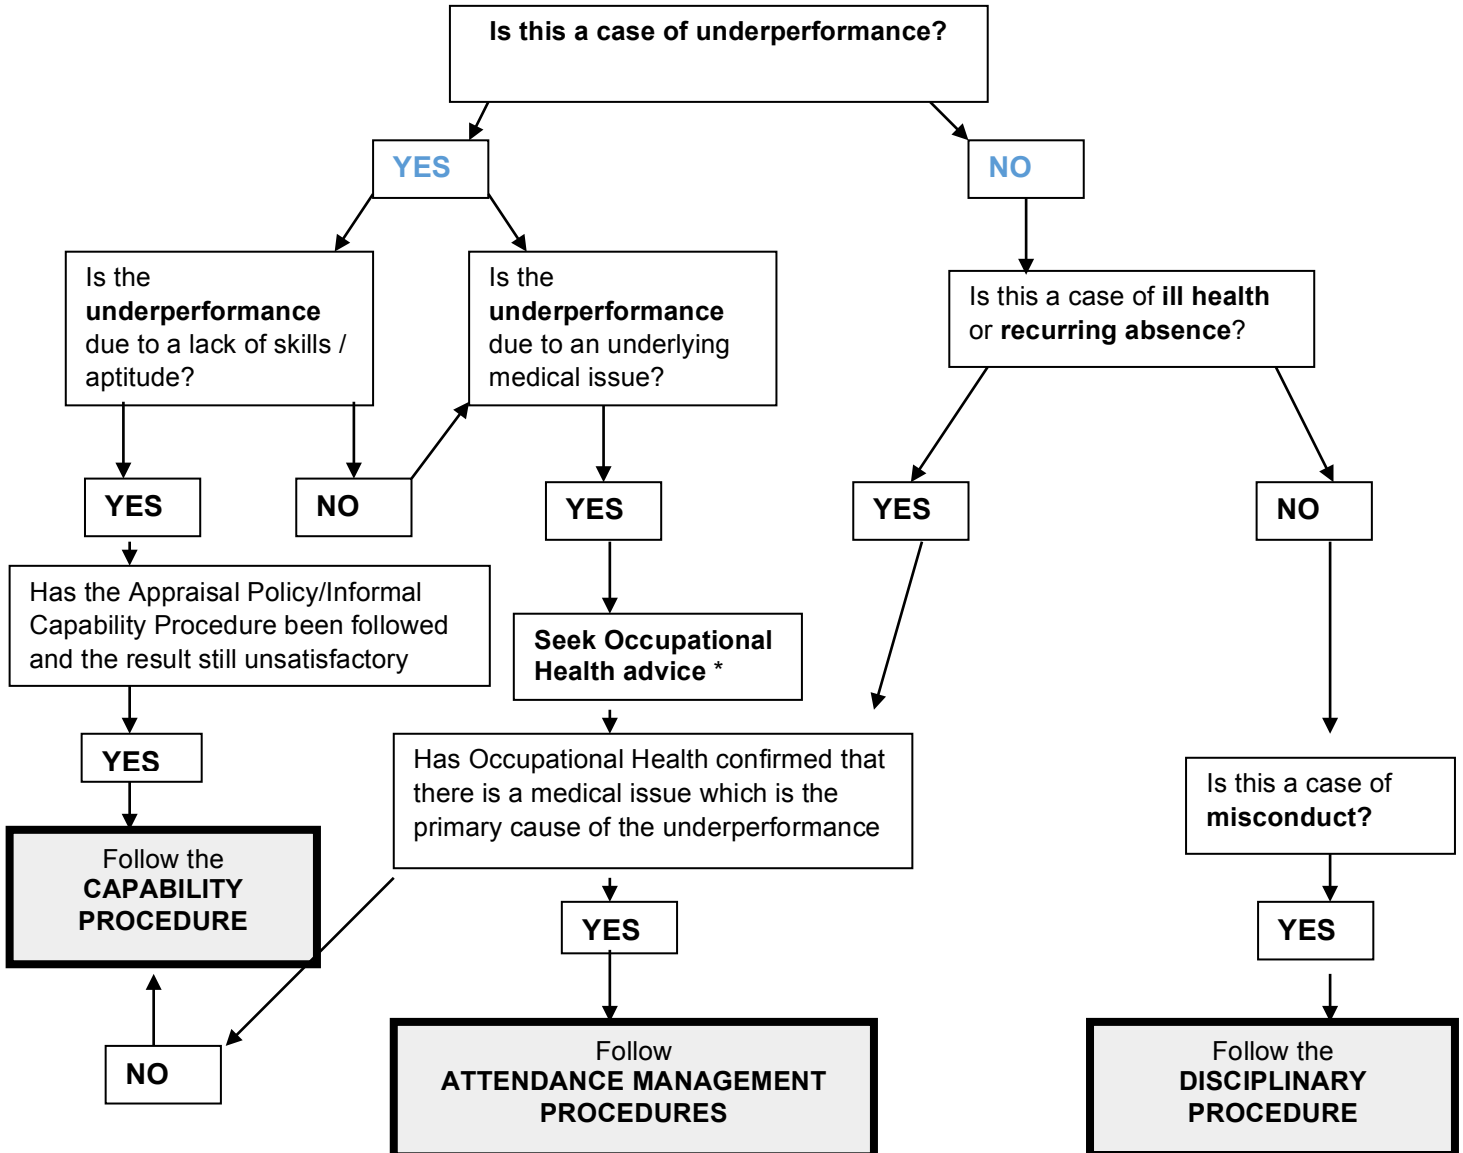 Is this a case of underperformance?
YES
NO
Is the
underperformance
due to a lack of skills /
aptitude?
Is the
underperformance
due to an underlying
medical issue?
Is this a case of ill health
or recurring absence?
YES
NO
YES
YES
NO
Has the Appraisal Policy/Informal
Capability Procedure been followed
and the result still unsatisfactory
Seek Occupational
Health advice *
YES
Has Occupational Health confirmed that
there is a medical issue which is the
primary cause of the underperformance
Is this a case of
misconduct?
Follow the
CAPABILITY
PROCEDURE
YES
YES
NO
Follow
ATTENDANCE MANAGEMENT
PROCEDURES
Follow the
DISCIPLINARY
PROCEDURE